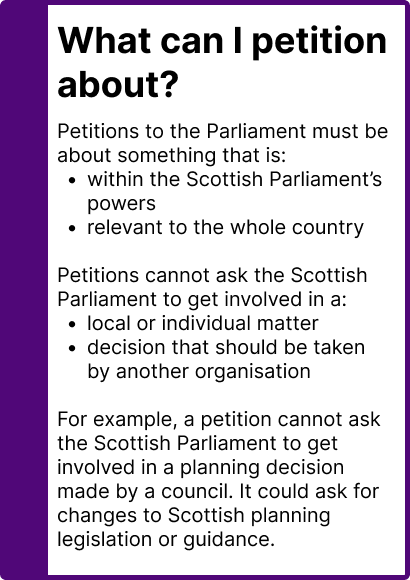 What can I petition
about?
Petitions to the Parliament must be
about something that is:
• within the Scottish Parliament’s
powers
• relevant to the whole country
Petitions cannot ask the Scottish
Parliament to get involved in a:
• local or individual matter
• decision that should be taken
by another organisation
For example, a petition cannot ask
the Scottish Parliament to get
involved in a planning decision
made by a council. It could ask for
changes to Scottish planning
legislation or guidance.